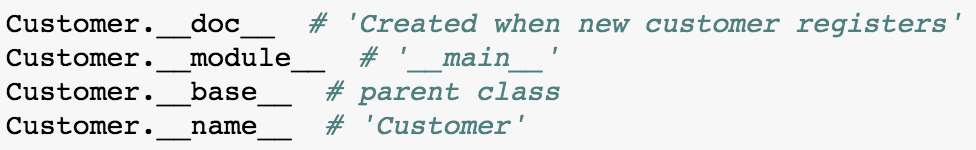 Customer.__doc__  # 'Created when new customer registers'
Customer.__module__  # '__main__'
Customer.__base__  # parent class
Customer.__name__  # 'Customer'